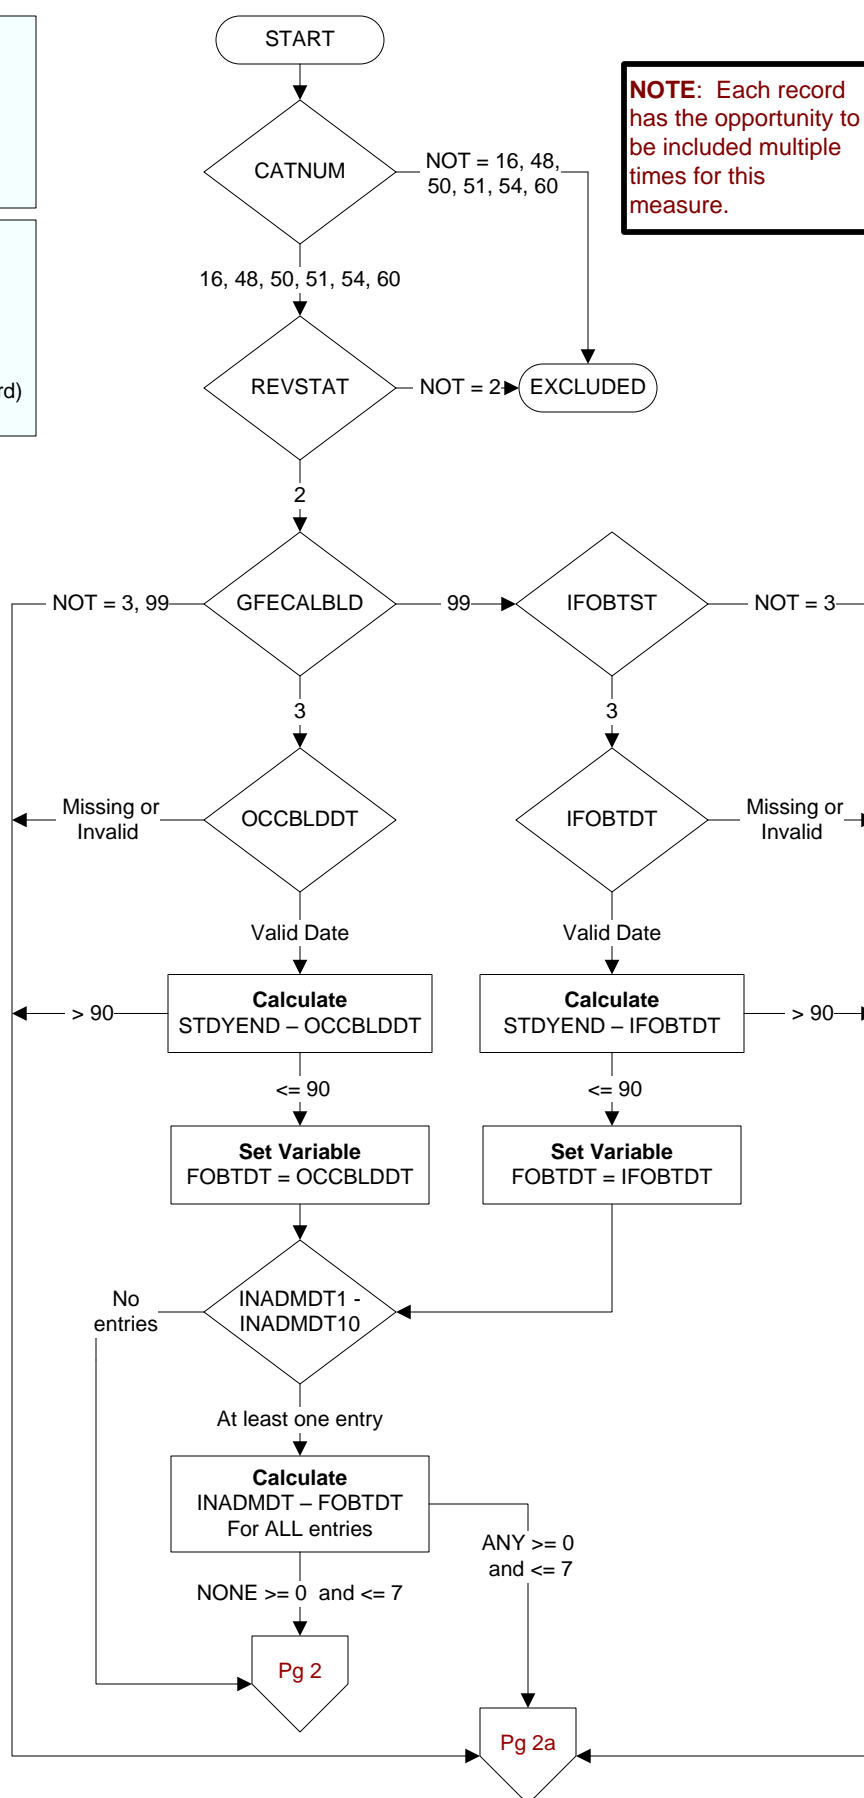 START
NOTE: Each record
has the opportunity to
be included multiple
times for this
measure.
CATNUM
NOT = 16, 48,
50, 51, 54, 60
16, 48, 50, 51, 54, 60
rd)
REVSTAT
NOT = 2
EXCLUDED
2
NOT = 3, 99
GFECALBLD
99
IFOBTST
NOT = 3
3
3
Missing or
Invalid
OCCBLDDT
IFOBTDT
Missing or
Invalid
Valid Date
Valid Date
> 90
Calculate
STDYEND – OCCBLDDT
Calculate
STDYEND – IFOBTDT
> 90
<= 90
<= 90
Set Variable
FOBTDT = OCCBLDDT
Set Variable
FOBTDT = IFOBTDT
No
entries
INADMDT1 -
INADMDT10
At least one entry
Calculate
INADMDT – FOBTDT
For ALL entries
ANY >= 0
and <= 7
NONE >= 0 and <= 7
Pg 2
Pg 2a